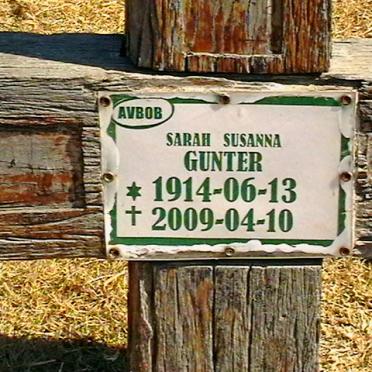 AVBOB
SARAH SUSANNA
GUNTER
* 1914-06-13
† 2009-04-10